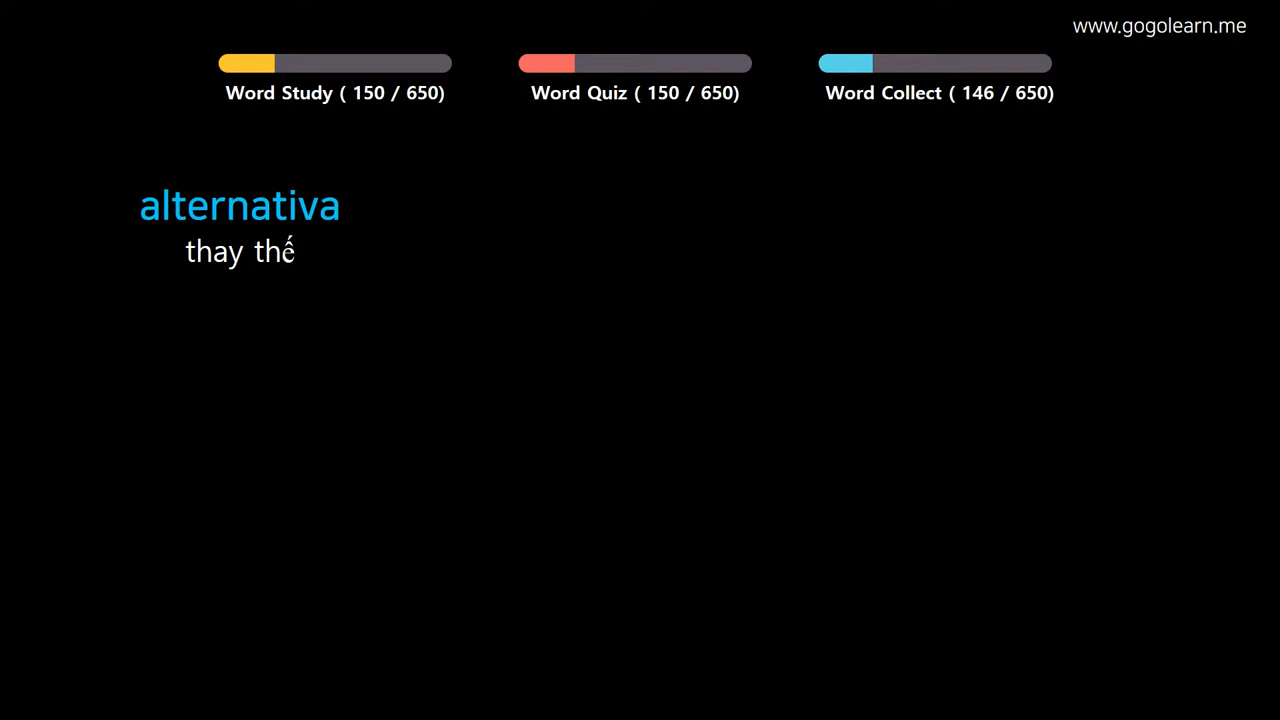 www.gogolearn.me
Word Study ( 150 / 650)
Word Quiz ( 150 / 650)
Word Collect ( 146 / 650)
alternativa
thay thế